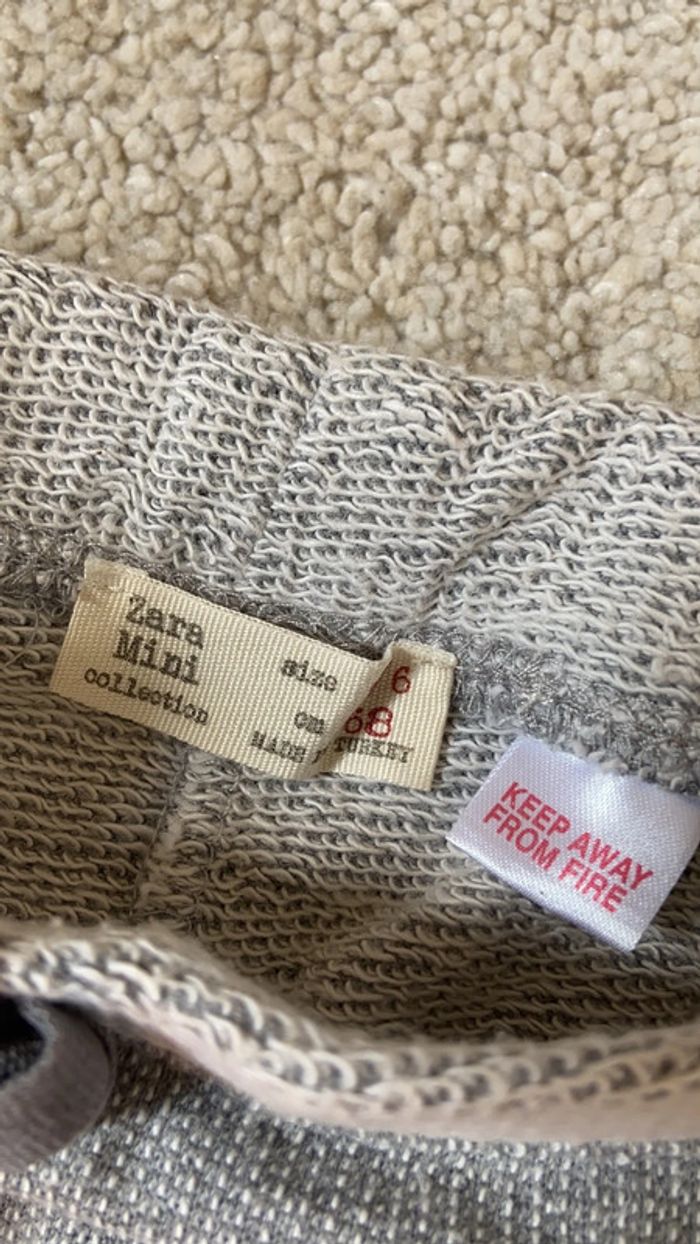 Zara
Mini
collection
size 6
cm 68
MADE TURKEY
KEEP AWAY
FROM FIRE